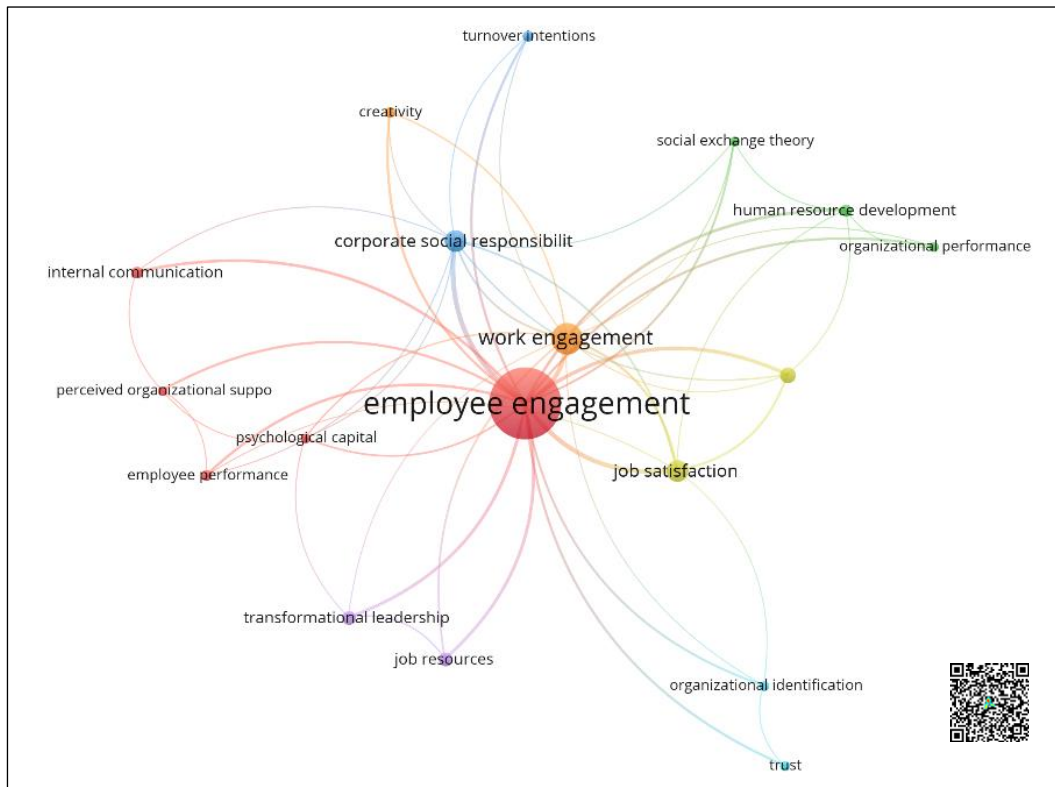 turnover intentions
creativity
social exchange theory
human resource development
corporate social responsibilit
organizational performance
internal communication
work engagement
perceived organizational suppo
employee engagement
psychological capital
employee performance
job satisfaction
transformational leadership
job resources
organizational identification
trust